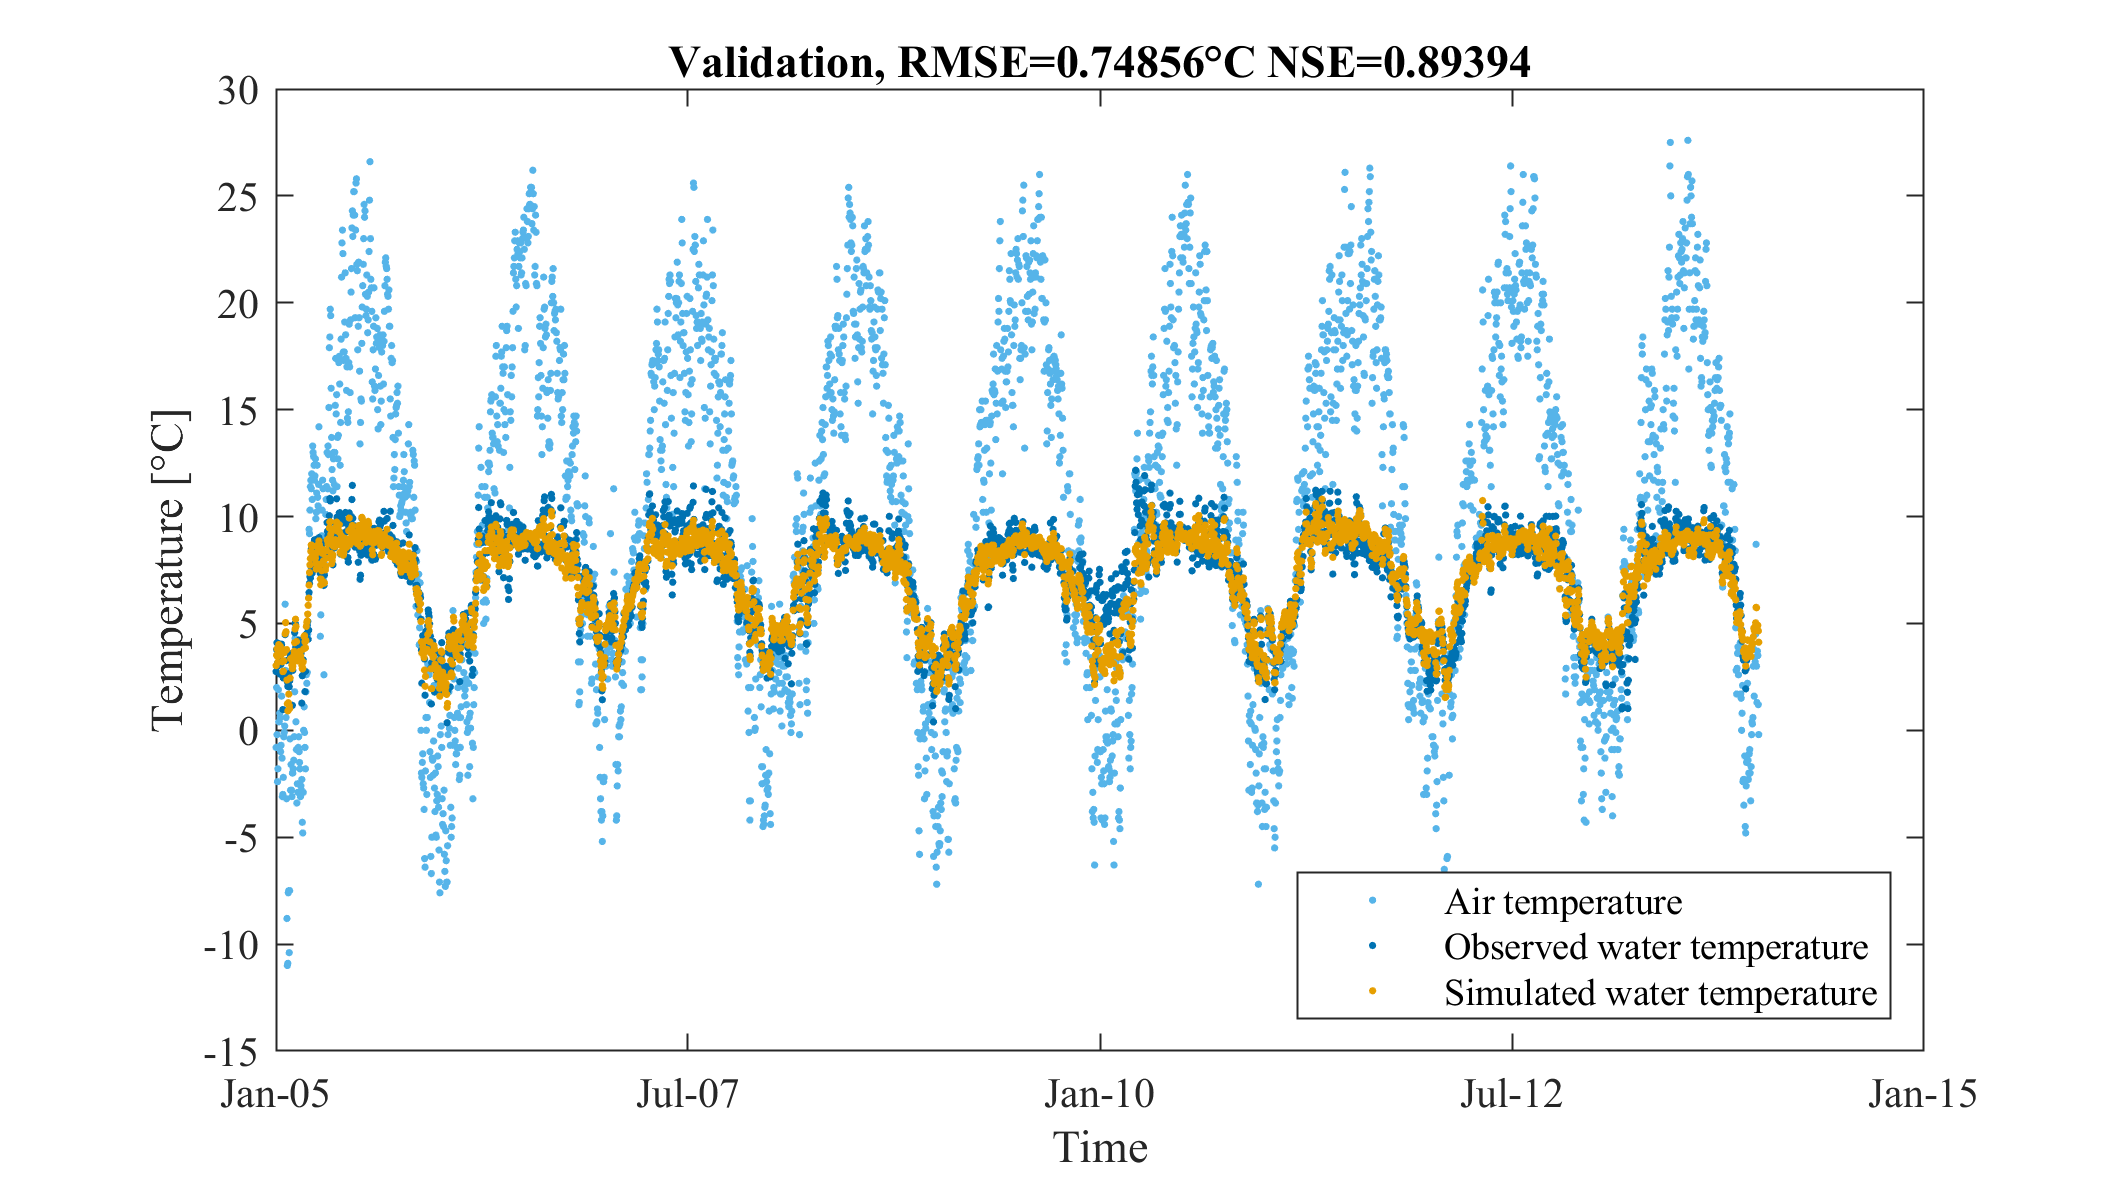 Validation, RMSE=0.74856°C NSE=0.89394
30
25
20
15
10
5
0
-5
-10
-15
Temperature [°C]
Jan-05 Jul-07 Jan-10 Jul-12 Jan-15
Time
Air temperature
Observed water temperature
Simulated water temperature